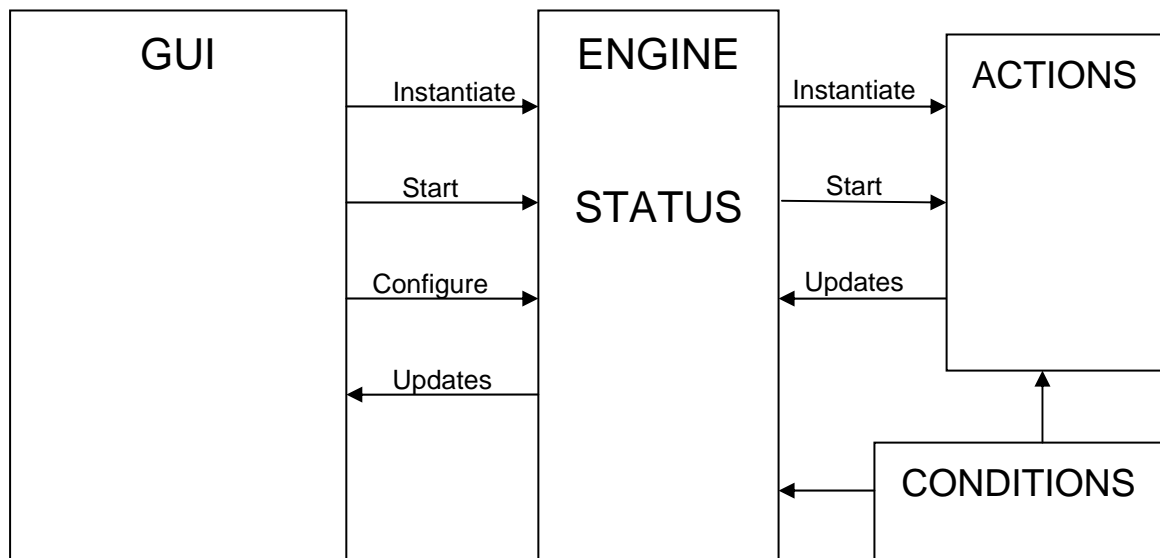 GUI
ENGINE
ACTIONS
Instantiate
Instantiate
Start
STATUS
Start
Configure
Updates
Updates
CONDITIONS